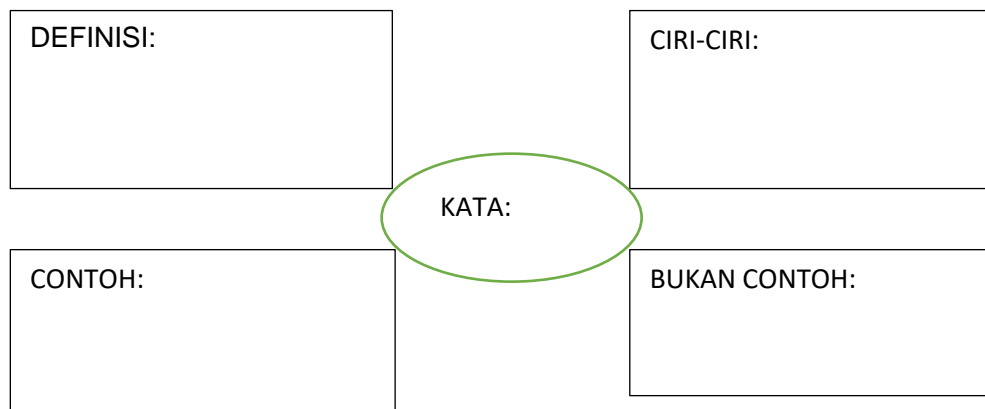 DEFINISI:
CIRI-CIRI:
KATA:
CONTOH:
BUKAN CONTOH: